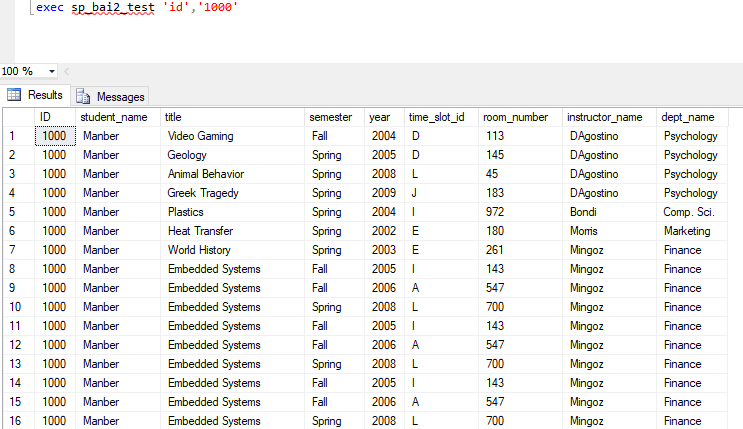 exec sp_bai2_test 'id','1000'
100 %
Results Messages
ID student_name title semester year time_slot_id room_number instructor_name dept_name
1 1000 Manber Video Gaming Fall 2004 D 113 DAgostino Psychology
2 1000 Manber Geology Spring 2005 D 145 DAgostino Psychology
3 1000 Manber Animal Behavior Spring 2008 L 45 DAgostino Psychology
4 1000 Manber Greek Tragedy Spring 2009 J 183 DAgostino Psychology
5 1000 Manber Plastics Spring 2004 I 972 Bondi Comp. Sci.
6 1000 Manber Heat Transfer Spring 2002 E 180 Morris Marketing
7 1000 Manber World History Spring 2003 E 261 Mingoz Finance
8 1000 Manber Embedded Systems Fall 2005 I 143 Mingoz Finance
9 1000 Manber Embedded Systems Fall 2006 A 547 Mingoz Finance
10 1000 Manber Embedded Systems Spring 2008 L 700 Mingoz Finance
11 1000 Manber Embedded Systems Fall 2005 I 143 Mingoz Finance
12 1000 Manber Embedded Systems Fall 2006 A 547 Mingoz Finance
13 1000 Manber Embedded Systems Spring 2008 L 700 Mingoz Finance
14 1000 Manber Embedded Systems Fall 2005 I 143 Mingoz Finance
15 1000 Manber Embedded Systems Fall 2006 A 547 Mingoz Finance
16 1000 Manber Embedded Systems Spring 2008 L 700 Mingoz Finance